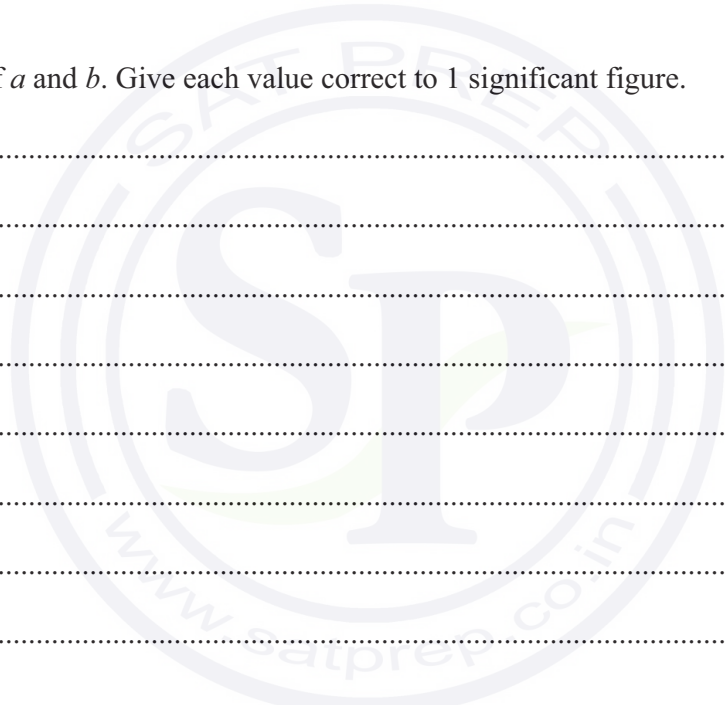 f a and b. Give each value correct to 1 significant figure.
SAT PREP
SP
www.satprep.co.in